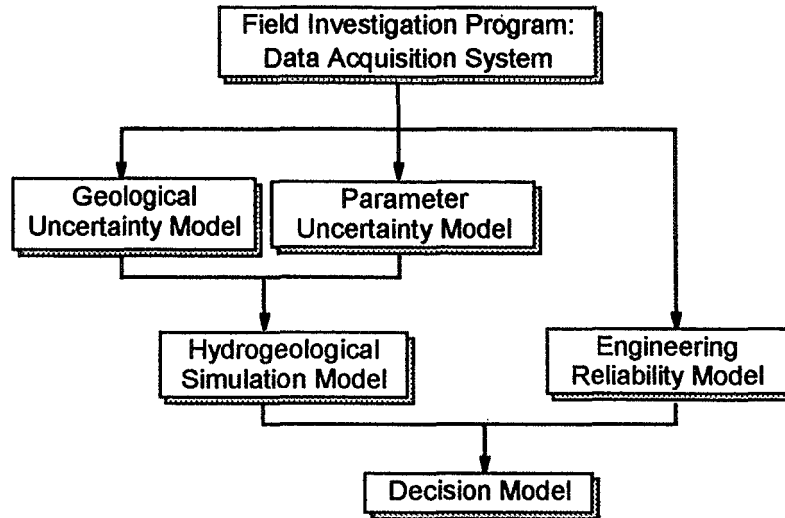 Field Investigation Program:
Data Acquisition System
Geological
Uncertainty Model
Parameter
Uncertainty Model
Hydrogeological
Simulation Model
Engineering
Reliability Model
Decision Model